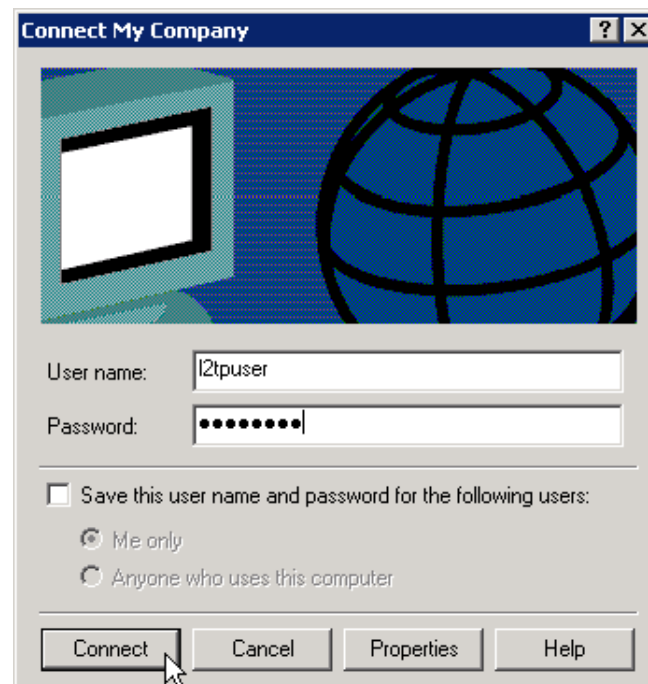 Connect My Company
User name: l2tpuser
Password: ●●●●●●●●
Save this user name and password for the following users:
Me only
Anyone who uses this computer
Connect Cancel Properties Help